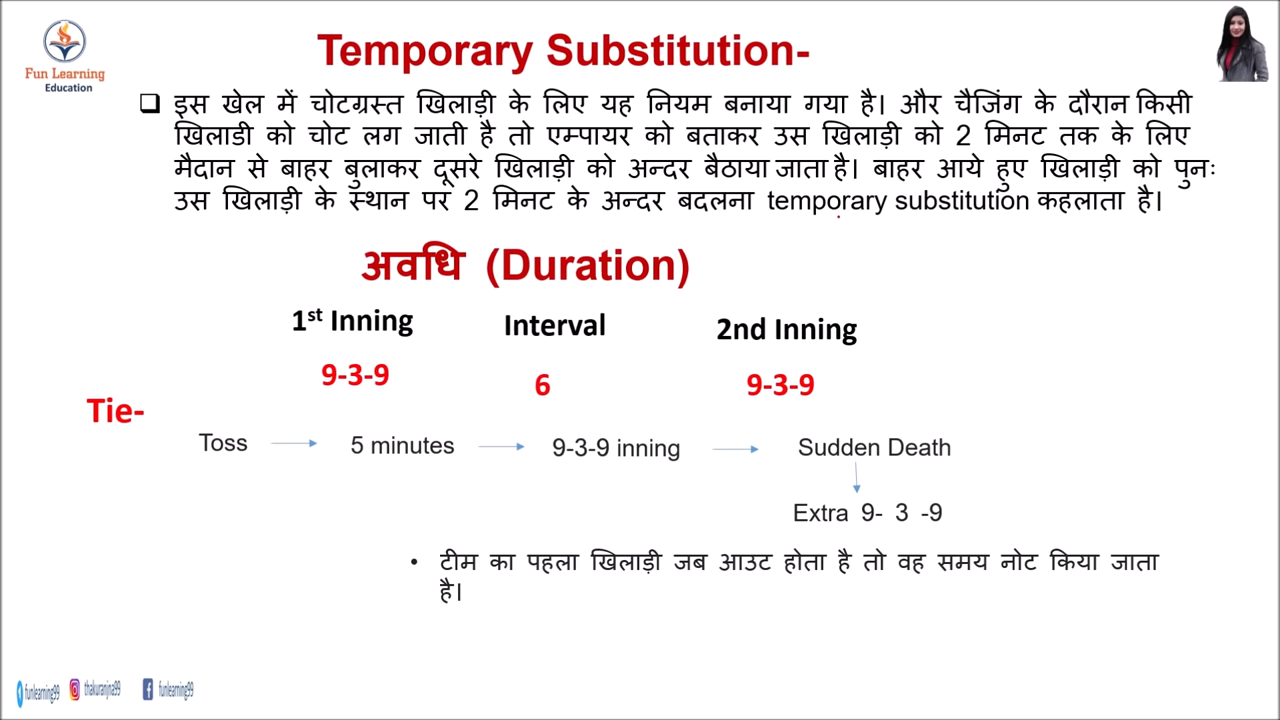 Fun Learning
Education
Temporary Substitution-
❑ इस खेल में चोटग्रस्त खिलाड़ी के लिए यह नियम बनाया गया है। और चैजिंग के दौरान किसी
खिलाडी को चोट लग जाती है तो एम्पायर को बताकर उस खिलाड़ी को 2 मिनट तक के लिए
मैदान से बाहर बुलाकर दूसरे खिलाड़ी को अन्दर बैठाया जाता है। बाहर आये हुए खिलाड़ी को पुनः
उस खिलाड़ी के स्थान पर 2 मिनट के अन्दर बदलना temporary substitution कहलाता है।
अवधि (Duration)
1st Inning Interval 2nd Inning
9-3-9 6 9-3-9
Tie-
Toss 5 minutes 9-3-9 inning Sudden Death
Extra 9- 3 -9
• टीम का पहला खिलाड़ी जब आउट होता है तो वह समय नोट किया जाता
है।
funlearning99 thakuranjna99 funlearning99